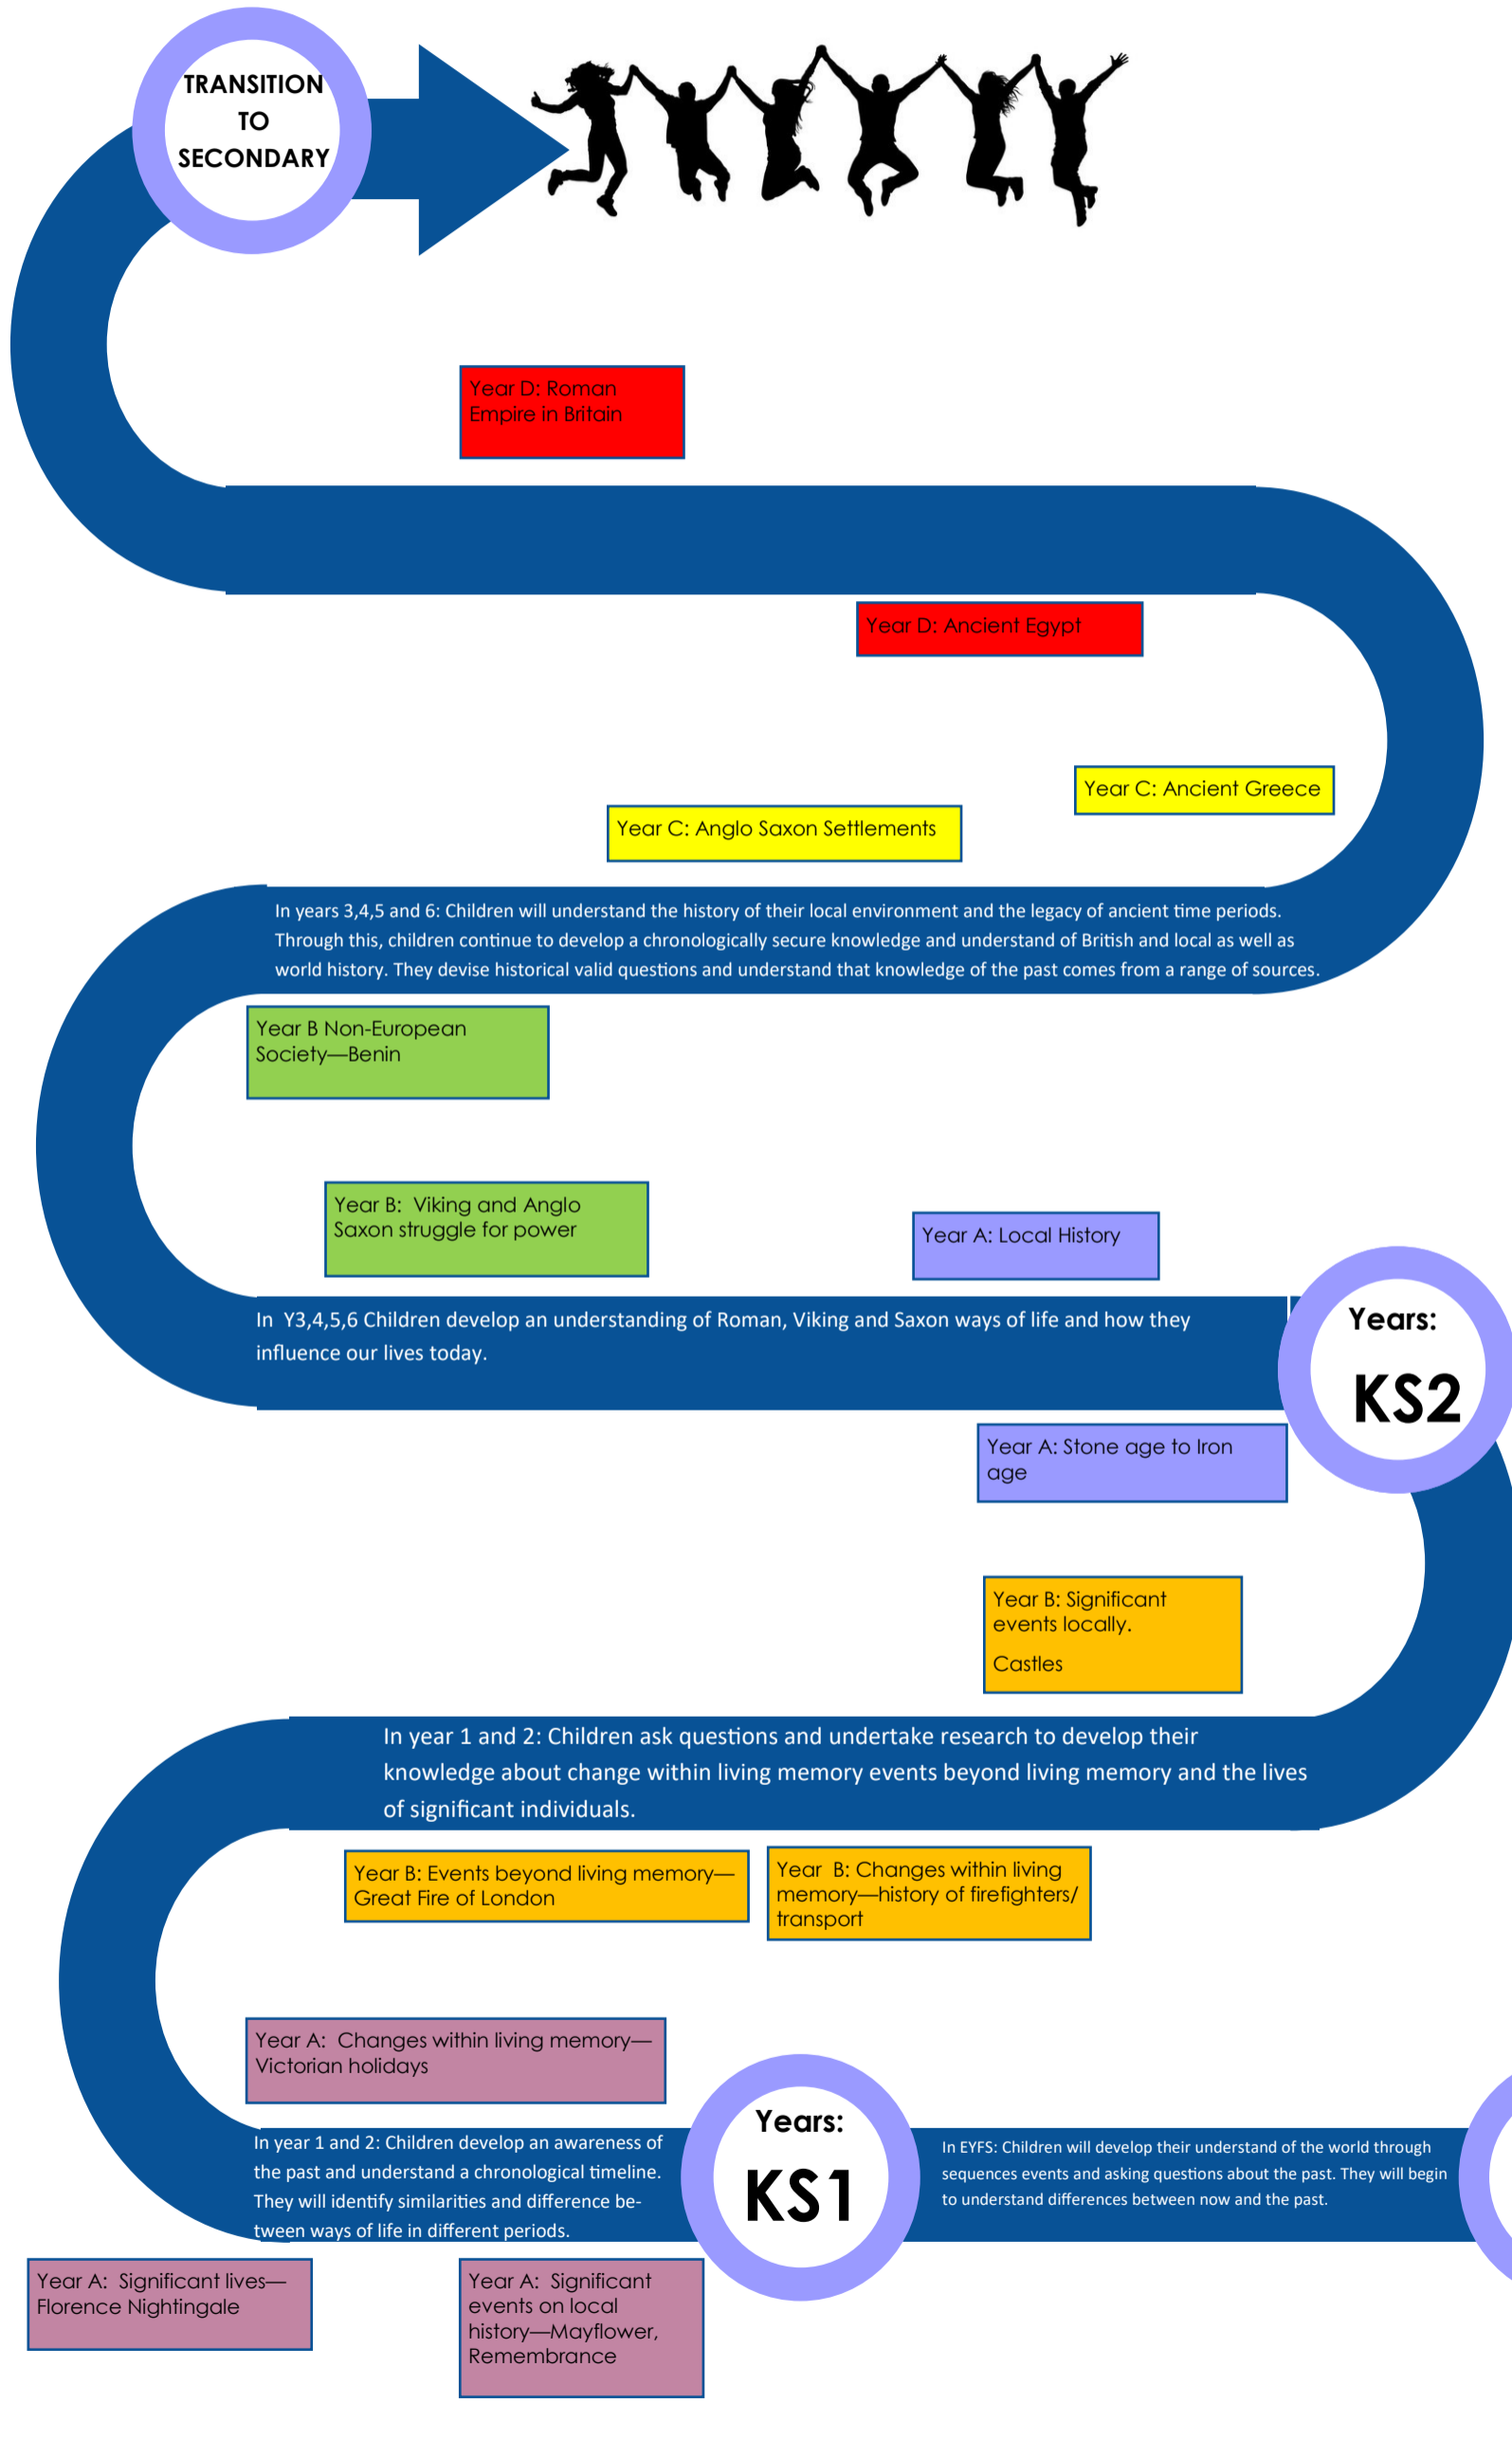 TRANSITION
TO
SECONDARY
Year D: Roman
Empire in Britain
Year D: Ancient Egypt
Year C: Ancient Greece
Year C: Anglo Saxon Settlements
In years 3,4,5 and 6: Children will understand the history of their local environment and the legacy of ancient time periods.
Through this, children continue to develop a chronologically secure knowledge and understand of British and local as well as
world history. They devise historical valid questions and understand that knowledge of the past comes from a range of sources.
Year B Non-European
Society—Benin
Year B:  Viking and Anglo
Saxon struggle for power
Year A: Local History
In  Y3,4,5,6 Children develop an understanding of Roman, Viking and Saxon ways of life and how they
influence our lives today.
Years:
KS2
Year A: Stone age to Iron
age
Year B: Significant
events locally.
Castles
In year 1 and 2: Children ask questions and undertake research to develop their
knowledge about change within living memory events beyond living memory and the lives
of significant individuals.
Year B: Events beyond living memory—
Great Fire of London
Year  B: Changes within living
memory—history of firefighters/
transport
Year A:  Changes within living memory—
Victorian holidays
In year 1 and 2: Children develop an awareness of
the past and understand a chronological timeline.
They will identify similarities and difference be-
tween ways of life in different periods.
Years:
KS1
In EYFS: Children will develop their understand of the world through
sequences events and asking questions about the past. They will begin
to understand differences between now and the past.
Year A:  Significant lives—
Florence Nightingale
Year A:  Significant
events on local
history—Mayflower,
Remembrance